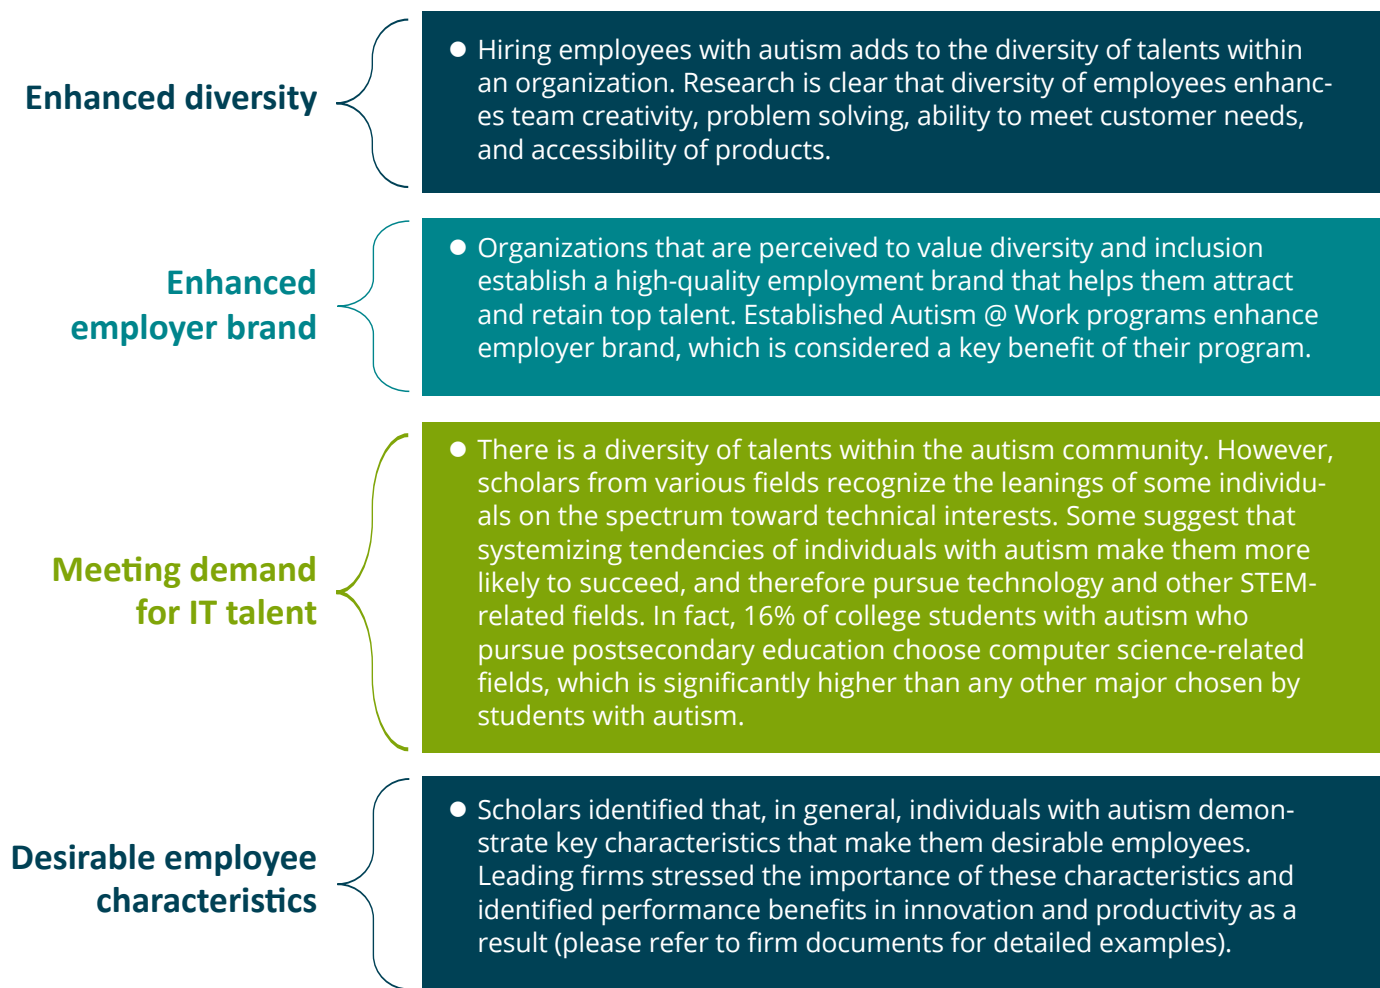 Enhanced diversity
● Hiring employees with autism adds to the diversity of talents within
an organization. Research is clear that diversity of employees enhanc-
es team creativity, problem solving, ability to meet customer needs,
and accessibility of products.
Enhanced
employer brand
● Organizations that are perceived to value diversity and inclusion
establish a high-quality employment brand that helps them attract
and retain top talent. Established Autism @ Work programs enhance
employer brand, which is considered a key benefit of their program.
Meeting demand
for IT talent
● There is a diversity of talents within the autism community. However,
scholars from various fields recognize the leanings of some individu-
als on the spectrum toward technical interests. Some suggest that
systemizing tendencies of individuals with autism make them more
likely to succeed, and therefore pursue technology and other STEM-
related fields. In fact, 16% of college students with autism who
pursue postsecondary education choose computer science-related
fields, which is significantly higher than any other major chosen by
students with autism.
Desirable employee
characteristics
● Scholars identified that, in general, individuals with autism demon-
strate key characteristics that make them desirable employees.
Leading firms stressed the importance of these characteristics and
identified performance benefits in innovation and productivity as a
result (please refer to firm documents for detailed examples).